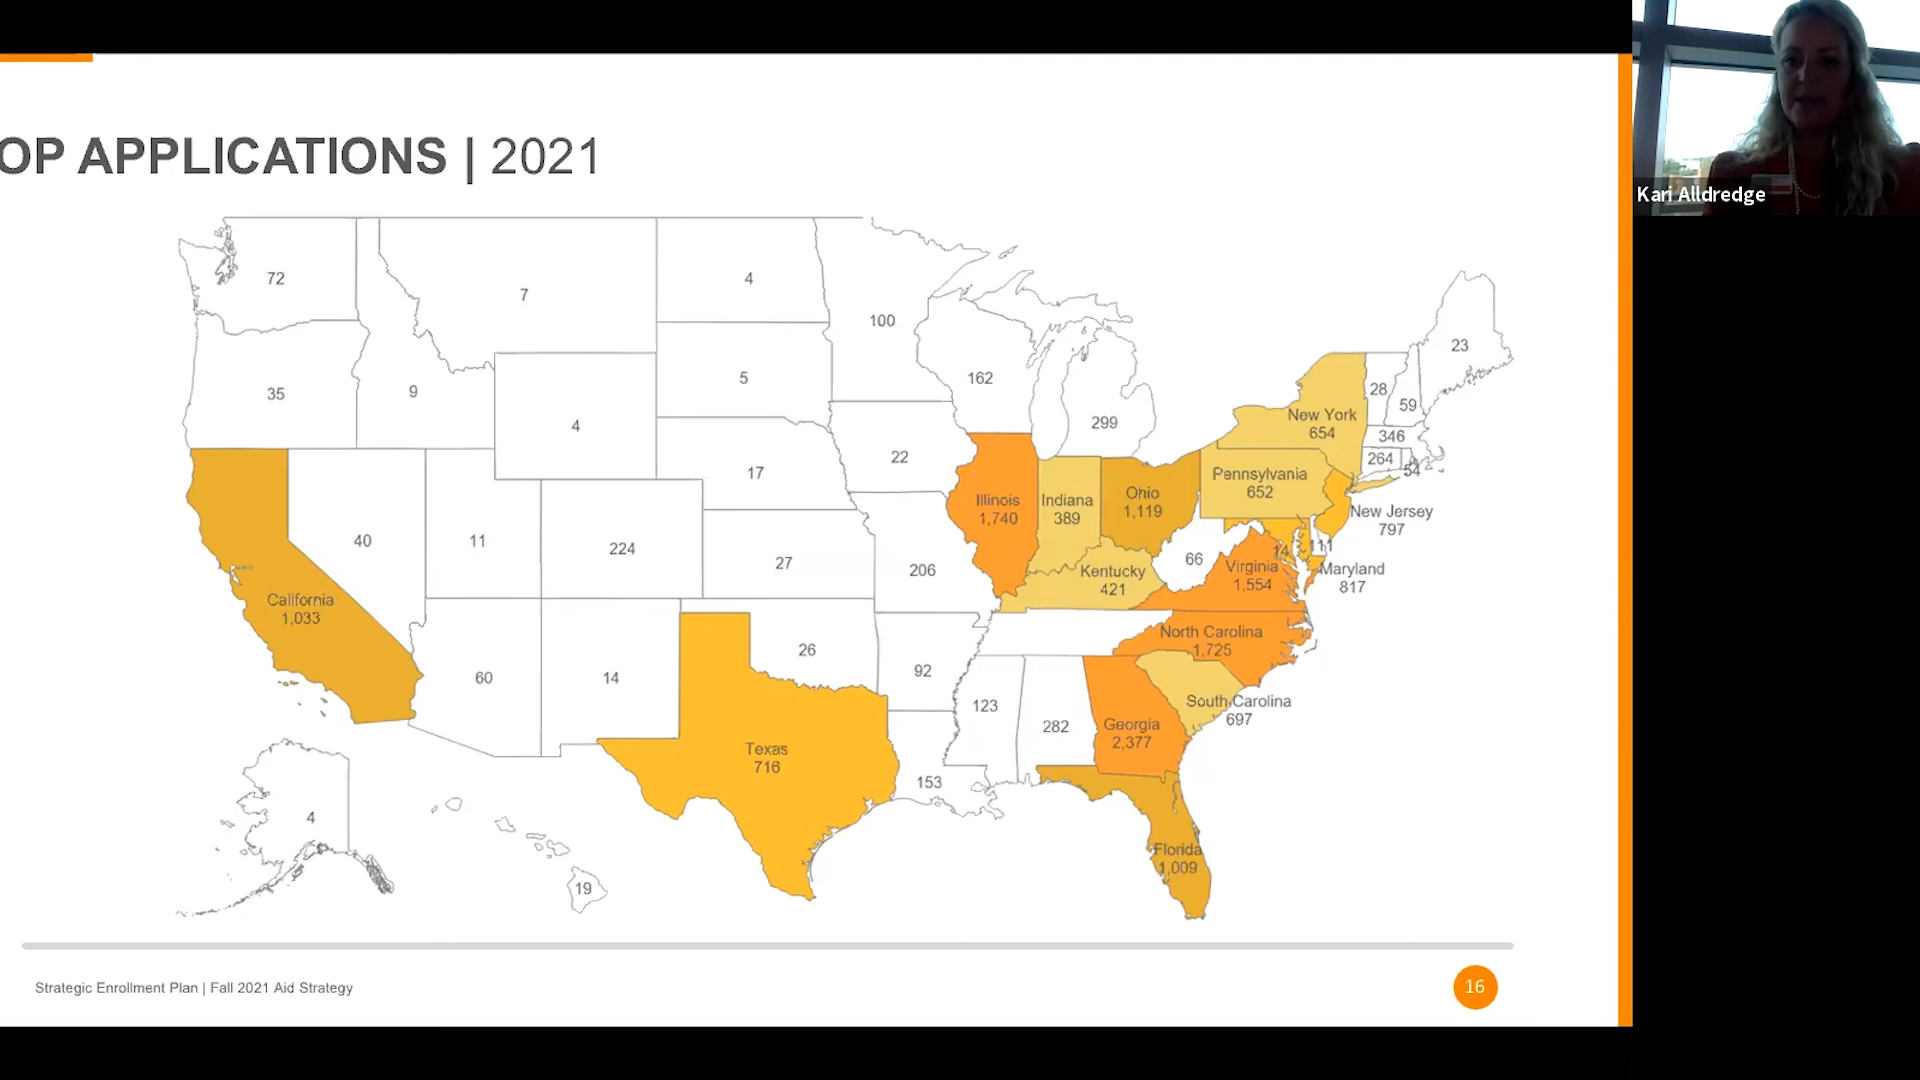 OP APPLICATIONS | 2021
Kari Alldredge
72
7
4
100
23
35
9
4
5
162
299
28
59
New York
654
346
264
54
22
17
Illinois
1,740
Indiana
389
Ohio
1,119
Pennsylvania
652
New Jersey
797
40
11
224
27
206
66
14
111
Kentucky
421
Virginia
1,554
Maryland
817
California
1,033
60
14
26
92
North Carolina
1,725
123
282
Georgia
2,377
South Carolina
697
Texas
716
153
4
19
Florida
1,009
Strategic Enrollment Plan | Fall 2021 Aid Strategy
16